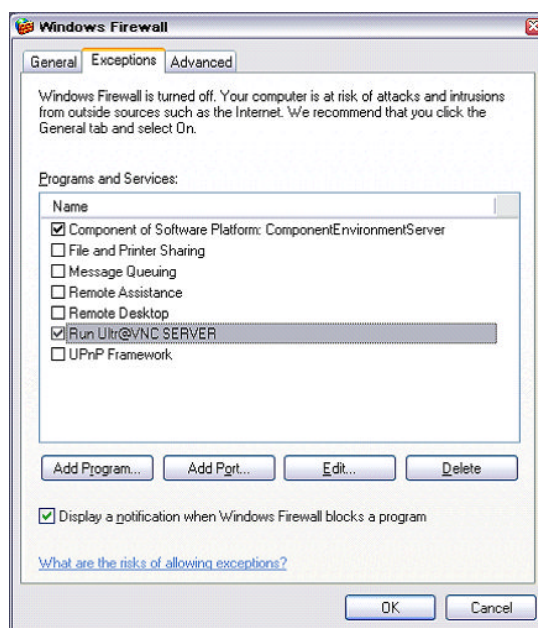 Windows Firewall
General Exceptions Advanced
Windows Firewall is turned off. Your computer is at risk of attacks and intrusions
from outside sources such as the Internet. We recommend that you click the
General tab and select On.
Programs and Services:
Name
Component of Software Platform: ComponentEnvironmentServer
File and Printer Sharing
Message Queuing
Remote Assistance
Remote Desktop
Run Ultr@VNC SERVER
UPnP Framework
Add Program... Add Port... Edit... Delete
Display a notification when Windows Firewall blocks a program
What are the risks of allowing exceptions?
OK Cancel